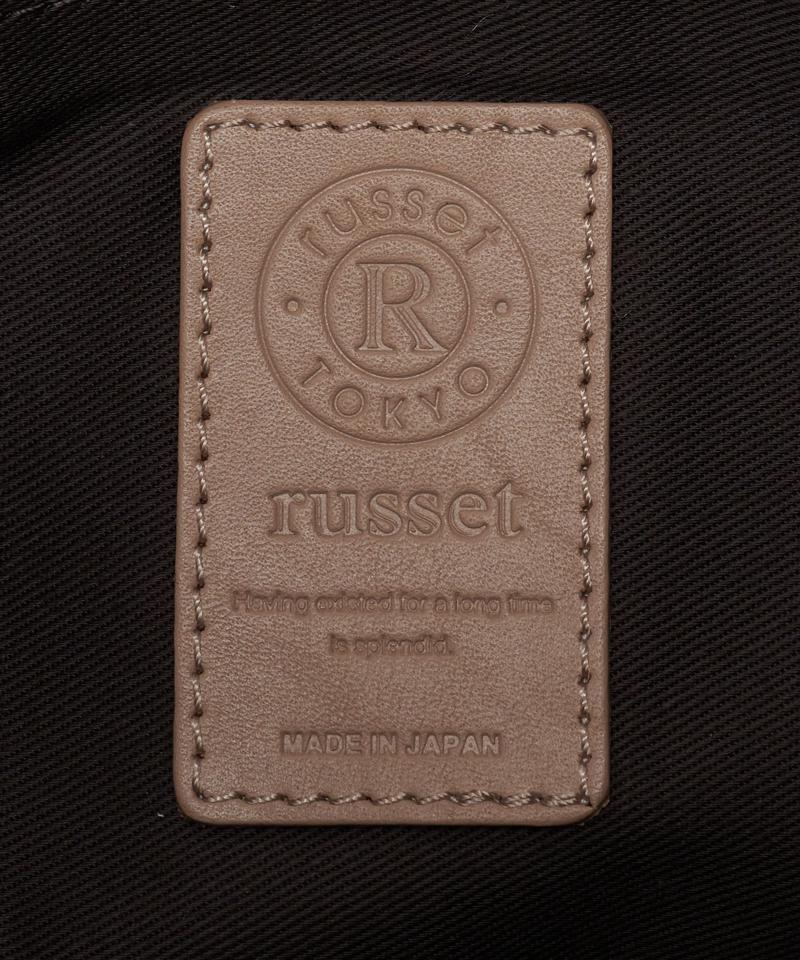 russet
R
TOKYO
russet
Having existed for a long time
is splendid.
MADE IN JAPAN